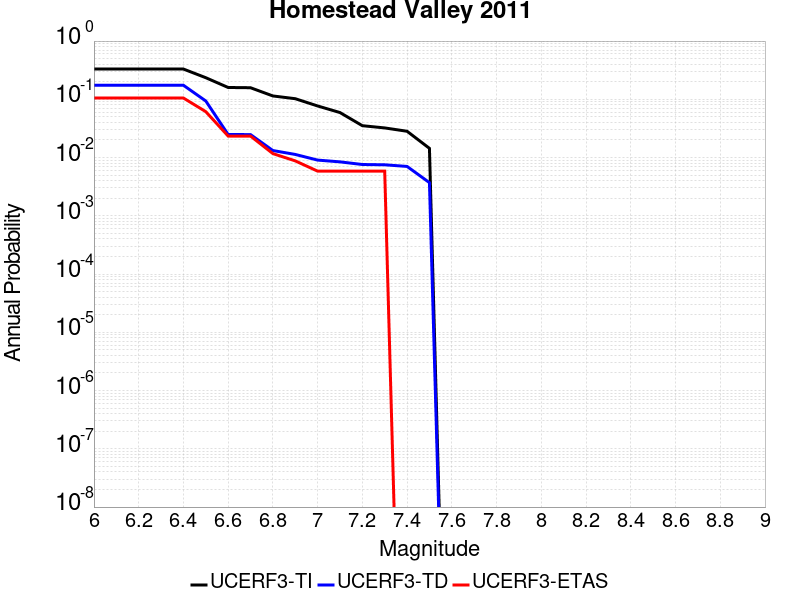 Homestead Valley 2011
10^0
10^-1
10^-2
10^-3
10^-4
10^-5
10^-6
10^-7
10^-8
Annual Probability
6 6.2 6.4 6.6 6.8 7 7.2 7.4 7.6 7.8 8 8.2 8.4 8.6 8.8 9
Magnitude
UCERF3-TI UCERF3-TD UCERF3-ETAS